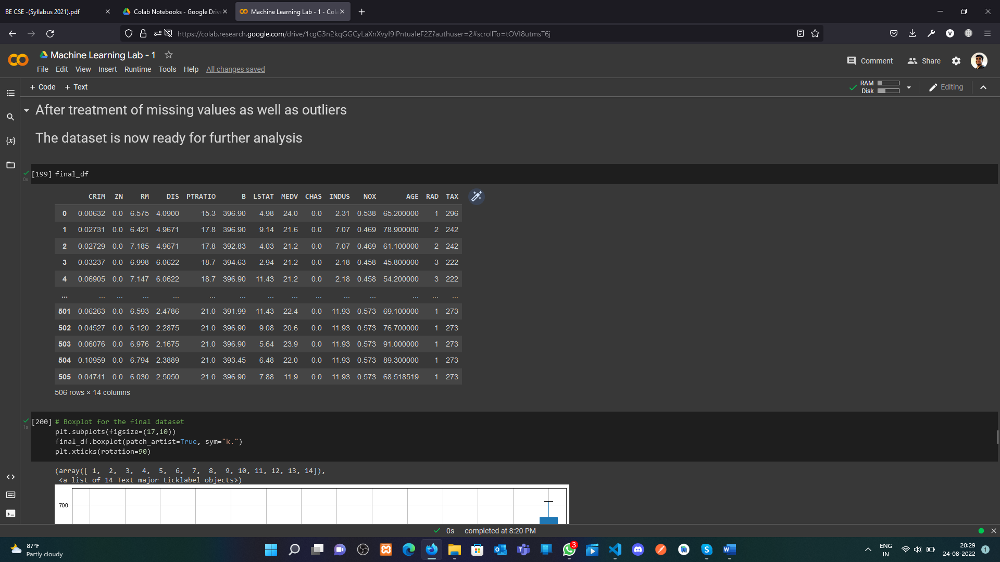 BE CSE -(Syllabus 2021).pdf
Colab Notebooks - Google Driv
Machine Learning Lab - 1 - Cola
https://colab.research.google.com/drive/1cgG3n2kqGGCyLaXnXvyI9lPntuaIeF2Z?authuser=2#scrollTo=tOVI8utmsT6j
Machine Learning Lab - 1
File Edit View Insert Runtime Tools Help All changes saved
Comment Share
+ Code + Text
RAM
Disk
Editing
After treatment of missing values as well as outliers
The dataset is now ready for further analysis
{x}
[199] final_df
0s
CRIM ZN RM DIS PTRATIO B LSTAT MEDV CHAS INDUS NOX AGE RAD TAX
0 0.00632 0.0 6.575 4.0900 15.3 396.90 4.98 24.0 0.0 2.31 0.538 65.200000 1 296
1 0.02731 0.0 6.421 4.9671 17.8 396.90 9.14 21.6 0.0 7.07 0.469 78.900000 2 242
2 0.02729 0.0 7.185 4.9671 17.8 392.83 4.03 21.2 0.0 7.07 0.469 61.100000 2 242
3 0.03237 0.0 6.998 6.0622 18.7 394.63 2.94 21.2 0.0 2.18 0.458 45.800000 3 222
4 0.06905 0.0 7.147 6.0622 18.7 396.90 11.43 21.2 0.0 2.18 0.458 54.200000 3 222
... ... ... ... ... ... ... ... ... ... ... ... ... ... ...
501 0.06263 0.0 6.593 2.4786 21.0 391.99 11.43 22.4 0.0 11.93 0.573 69.100000 1 273
502 0.04527 0.0 6.120 2.2875 21.0 396.90 9.08 20.6 0.0 11.93 0.573 76.700000 1 273
503 0.06076 0.0 6.976 2.1675 21.0 396.90 5.64 23.9 0.0 11.93 0.573 91.000000 1 273
504 0.10959 0.0 6.794 2.3889 21.0 393.45 6.48 22.0 0.0 11.93 0.573 89.300000 1 273
505 0.04741 0.0 6.030 2.5050 21.0 396.90 7.88 11.9 0.0 11.93 0.573 68.518519 1 273
506 rows × 14 columns
[200] # Boxplot for the final dataset
1s
plt.subplots(figsize=(17,10))
final_df.boxplot(patch_artist=True, sym="k.")
plt.xticks(rotation=90)
(array([ 1, 2, 3, 4, 5, 6, 7, 8, 9, 10, 11, 12, 13, 14]),
<a list of 14 Text major ticklabel objects>)
700
0s completed at 8:20 PM
87°F
Partly cloudy
3
ENG
IN
20:29
24-08-2022
1